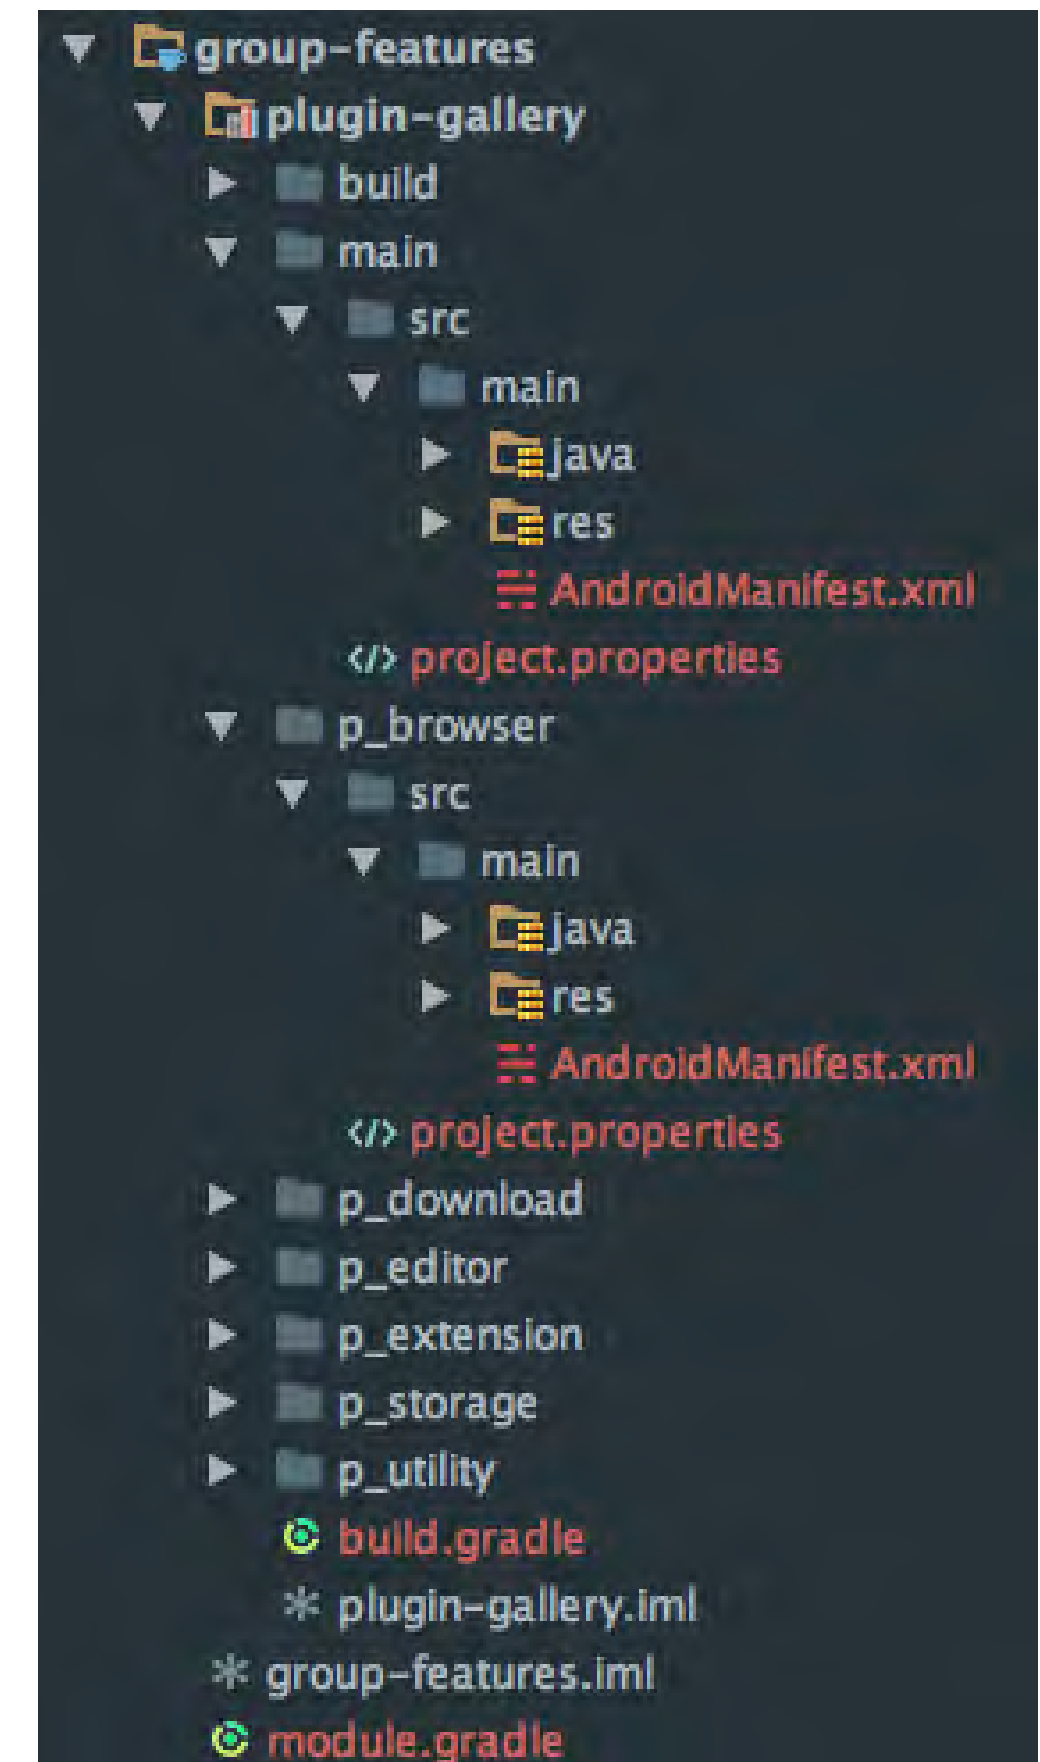 group-features
plugin-gallery
build
main
src
main
java
res
AndroidManifest.xml
project.properties
p_browser
src
main
java
res
AndroidManifest.xml
project.properties
p_download
p_editor
p_extension
p_storage
p_utility
build.gradle
plugin-gallery.iml
group-features.iml
module.gradle